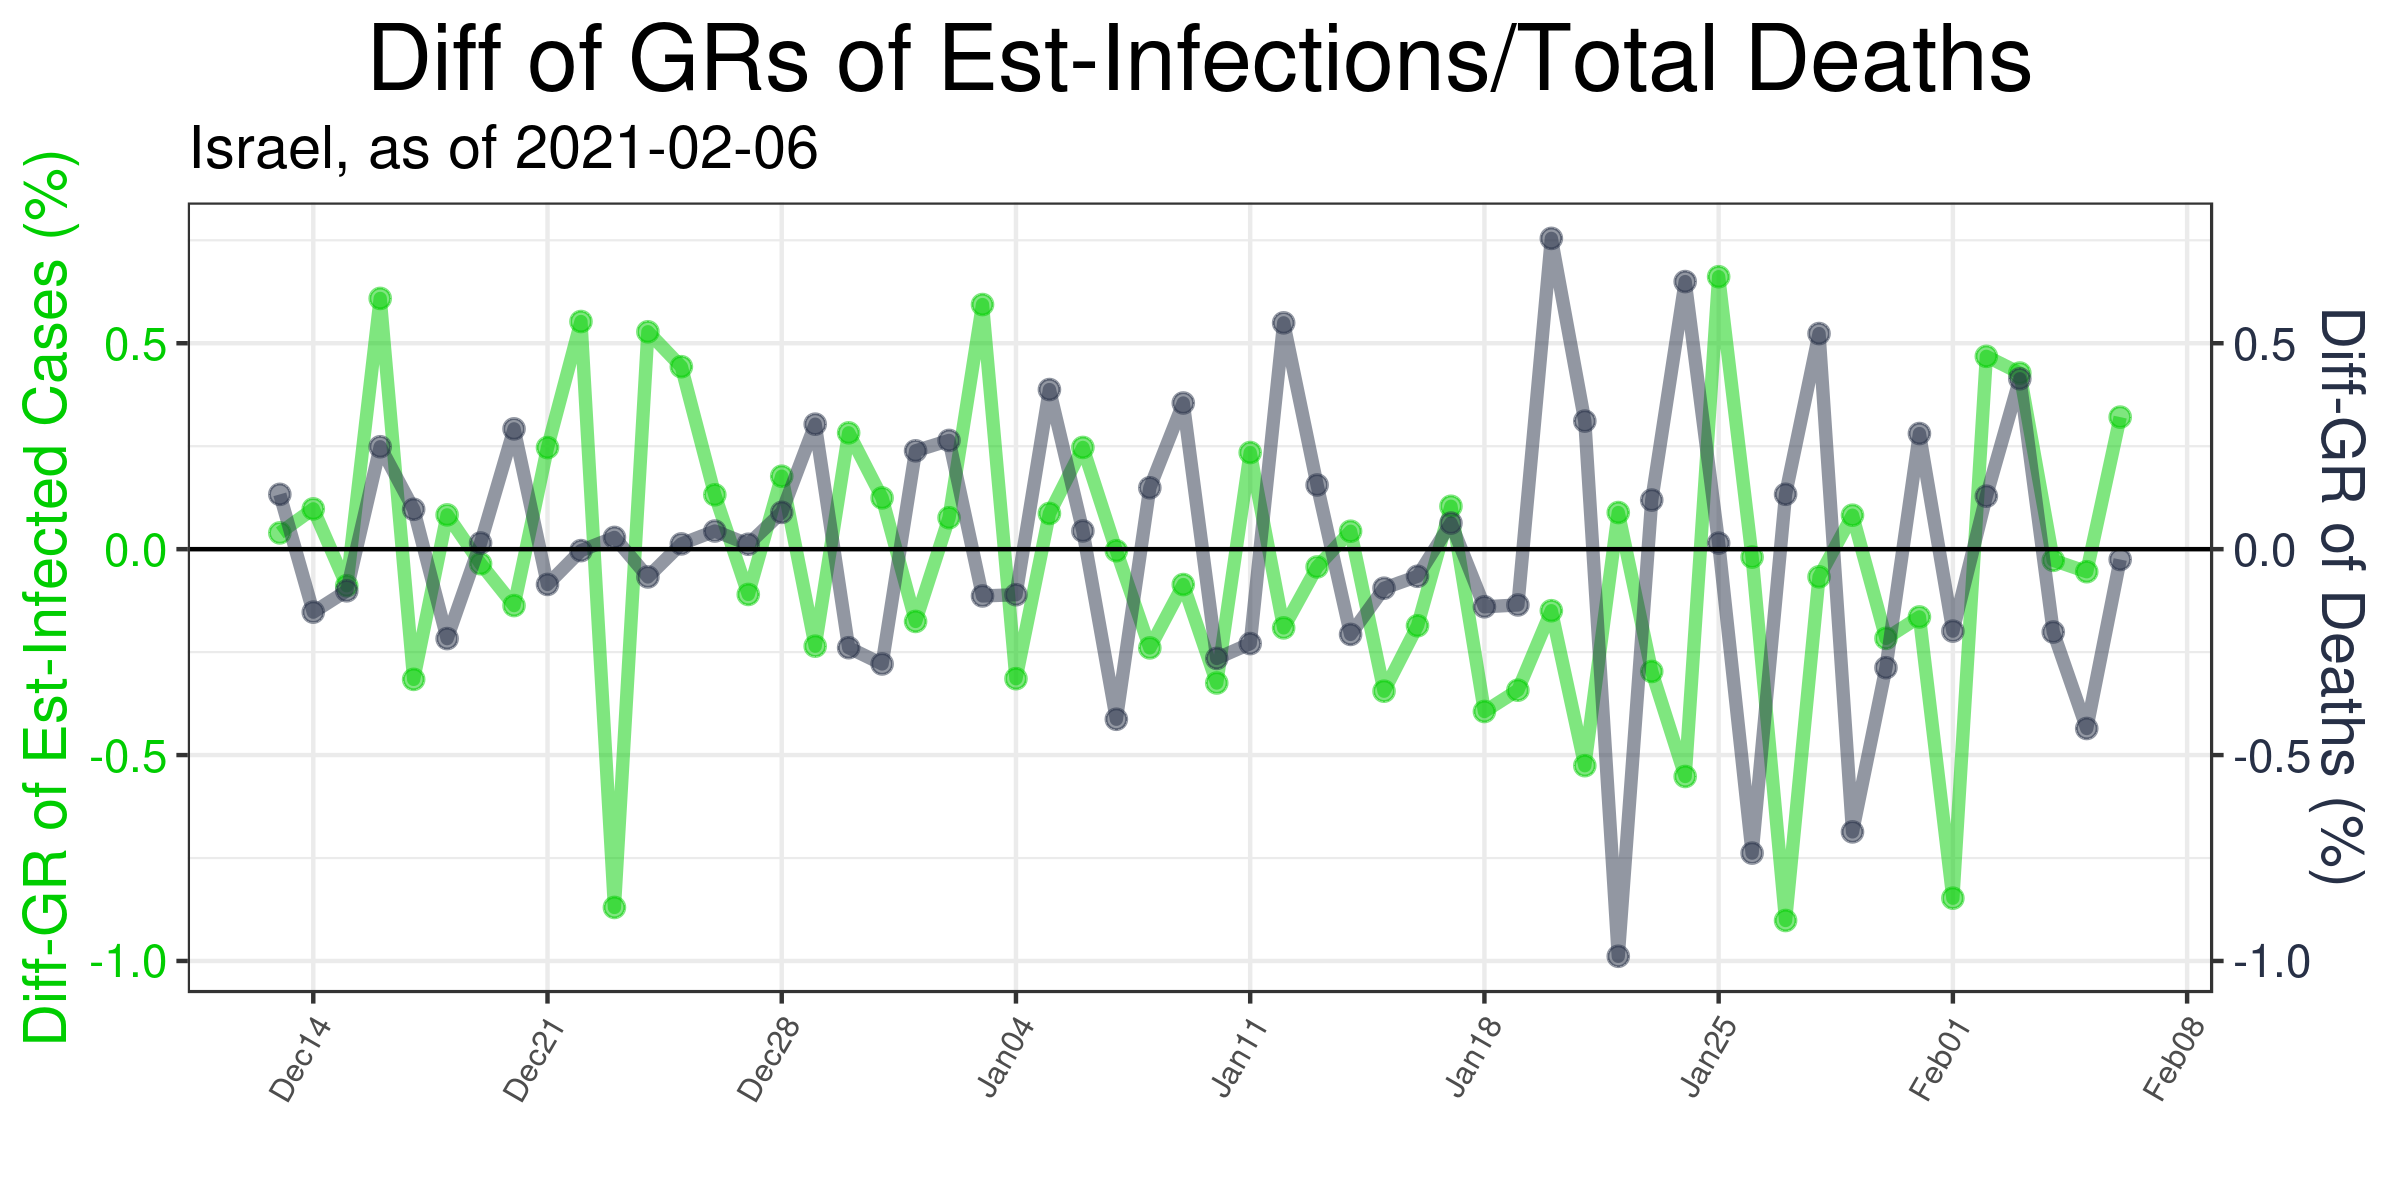 Diff of GRs of Est-Infections/Total Deaths
Israel, as of 2021-02-06
Diff-GR of Est-Infected Cases (%)
0.5
0.0
-0.5
-1.0
0.5
0.0
-0.5
-1.0
Diff-GR of Deaths (%)
Dec14
Dec21
Dec28
Jan04
Jan11
Jan18
Jan25
Feb01
Feb08